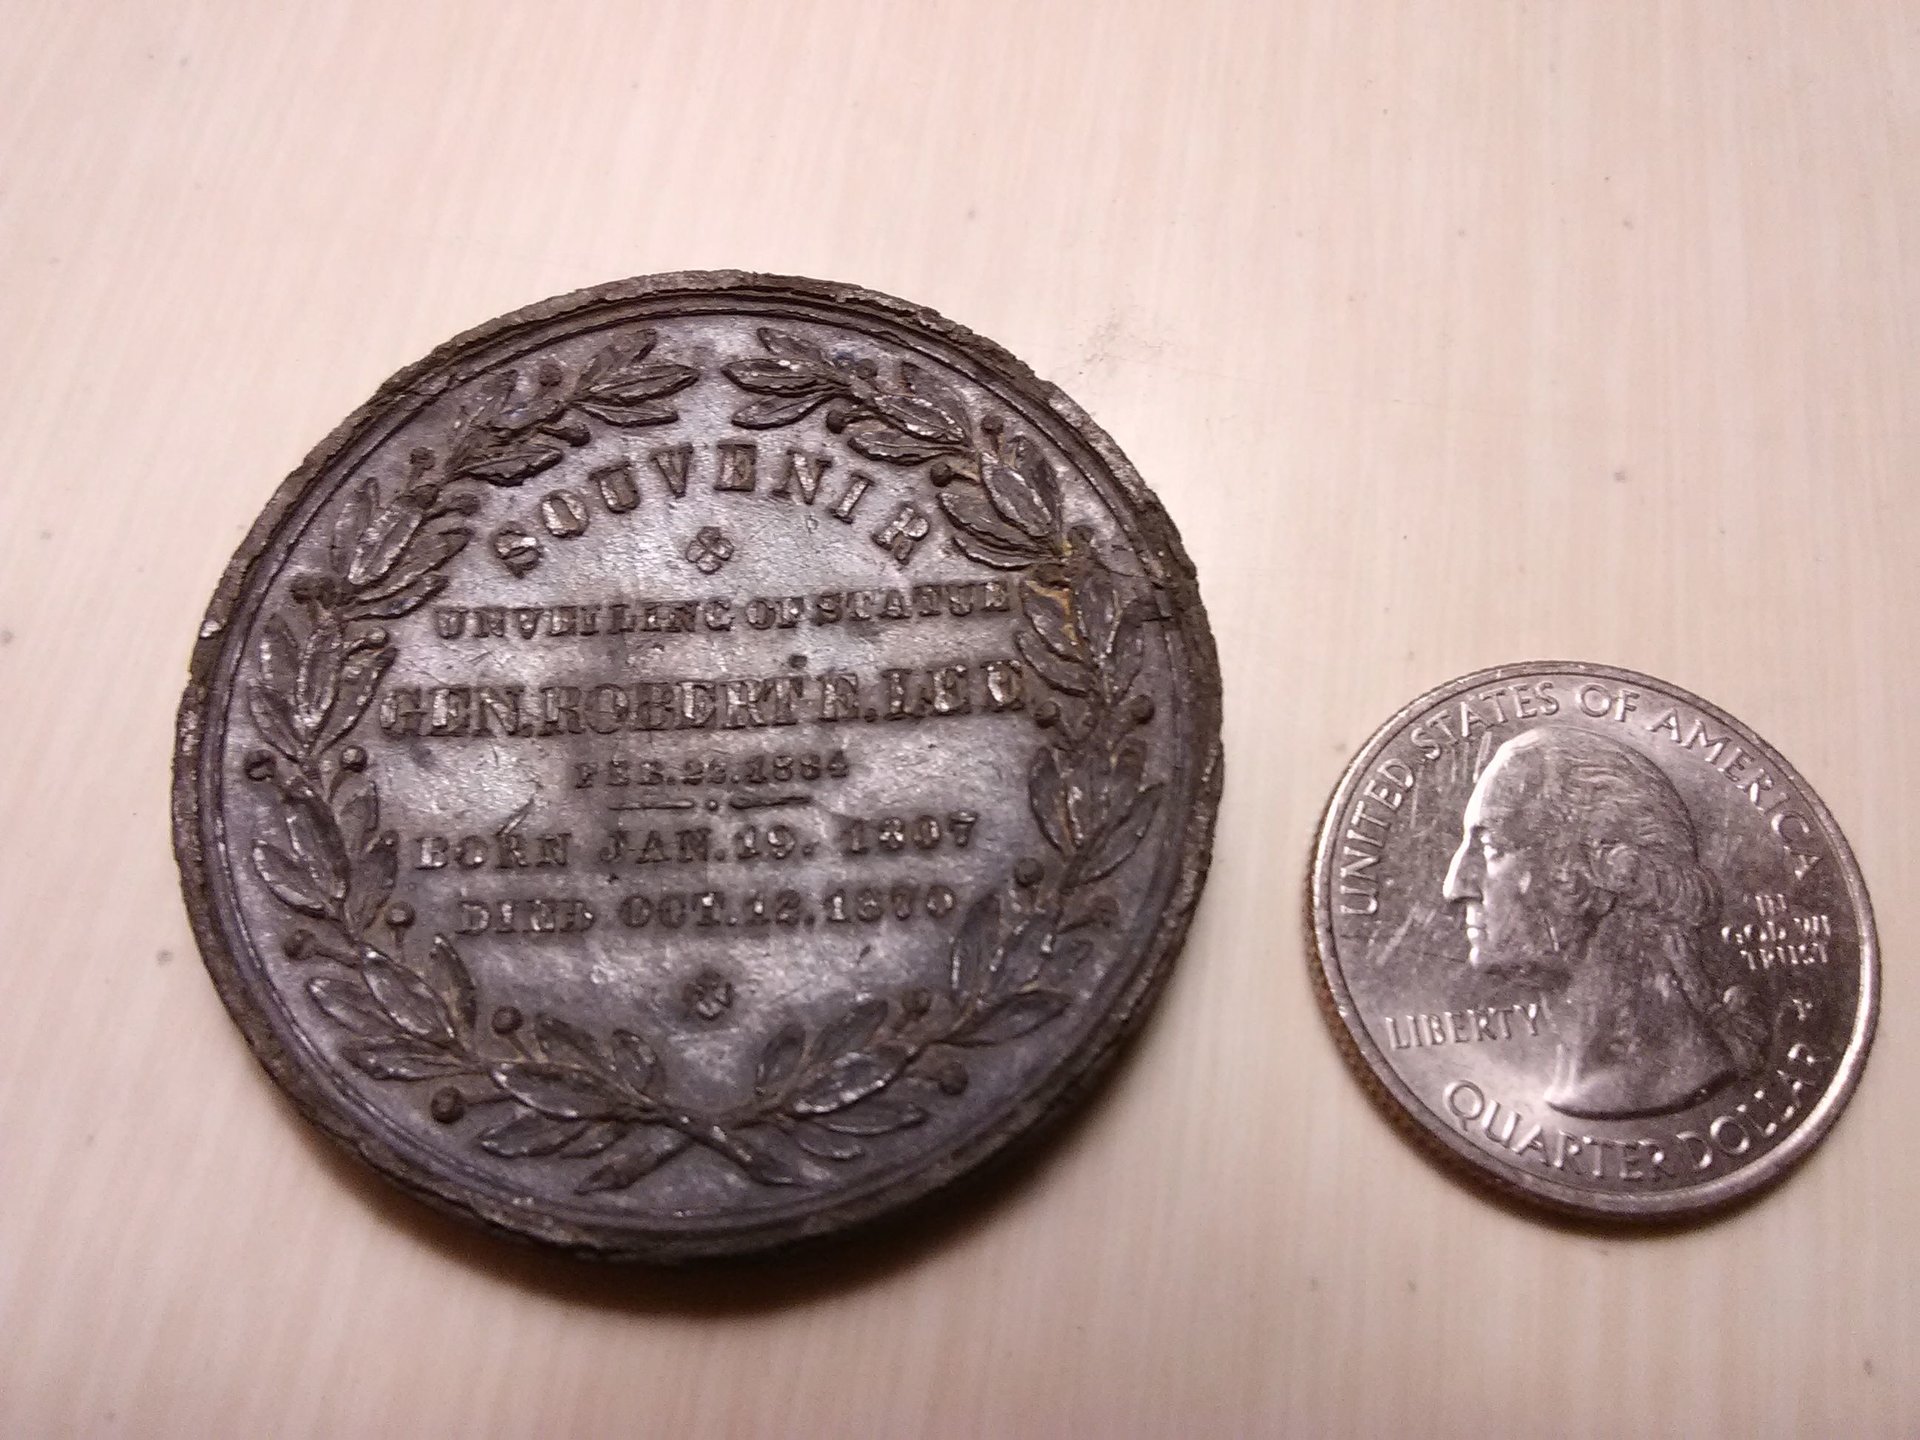 SOUVENIR
UNVEILING OF STATUE
GEN. ROBERT E. LEE
FEB. 22. 1884
BORN JAN. 19. 1807
DIED OCT. 12. 1870
UNITED STATES OF AMERICA
IN
GOD WE
TRUST
P
LIBERTY
QUARTER DOLLAR